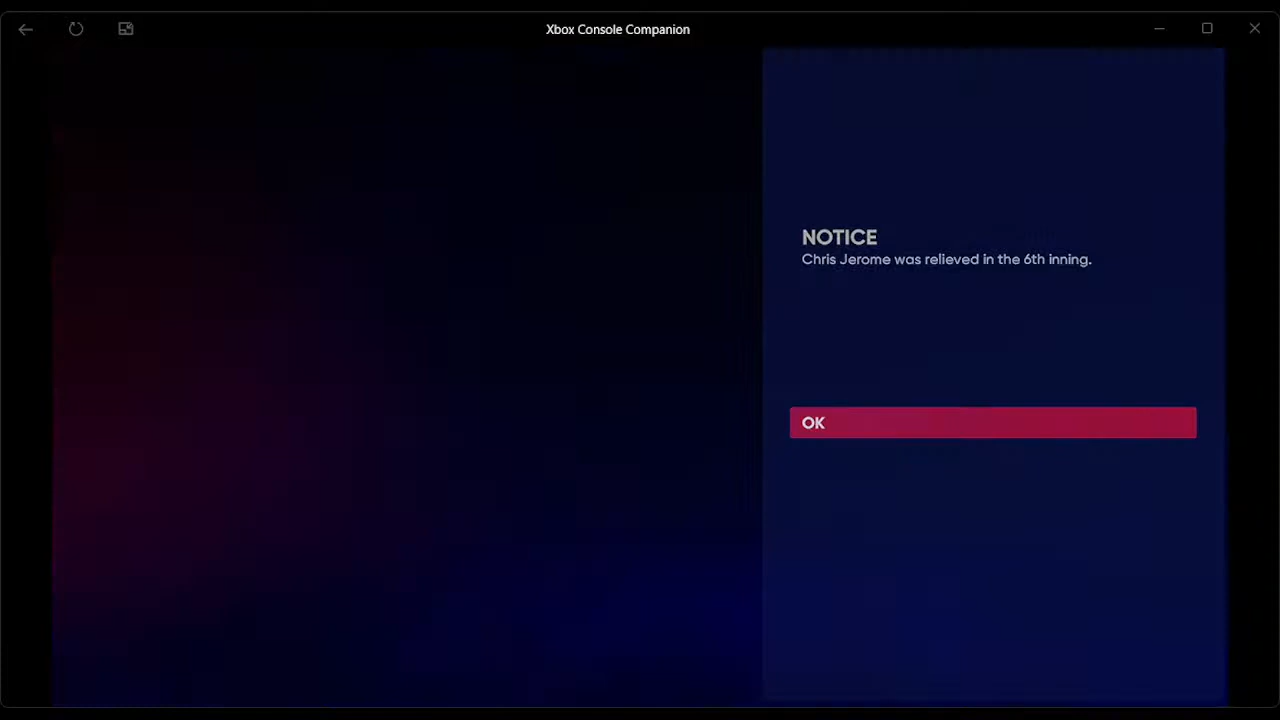 Xbox Console Companion
NOTICE
Chris Jerome was relieved in the 6th inning.
OK